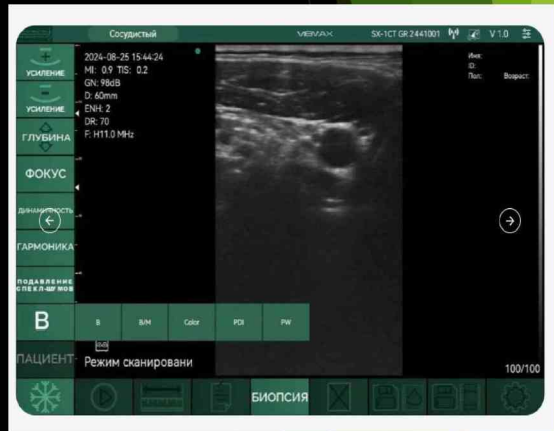 Сосудистый
VEIMAX
SX-1CT GR 2441001
V 1.0
УСИЛЕНИЕ
УСИЛЕНИЕ
ГЛУБИНА
ФОКУС
ДИНАМИЧНОСТЬ
ГАРМОНИКА
ПОДАВЛЕНИЕ
СПЕКЛ-ШУМОВ
B
ПАЦИЕНТ
2024-08-25 15:44:24
MI: 0.9 TIS: 0.2
GN: 98dB
D: 60mm
ENH: 2
DR: 70
F: H11.0 MHz
Имя:
ID:
Пол: Возраст:
B B/M Color PDI PW
Режим сканировани
100/100
БИОПСИЯ